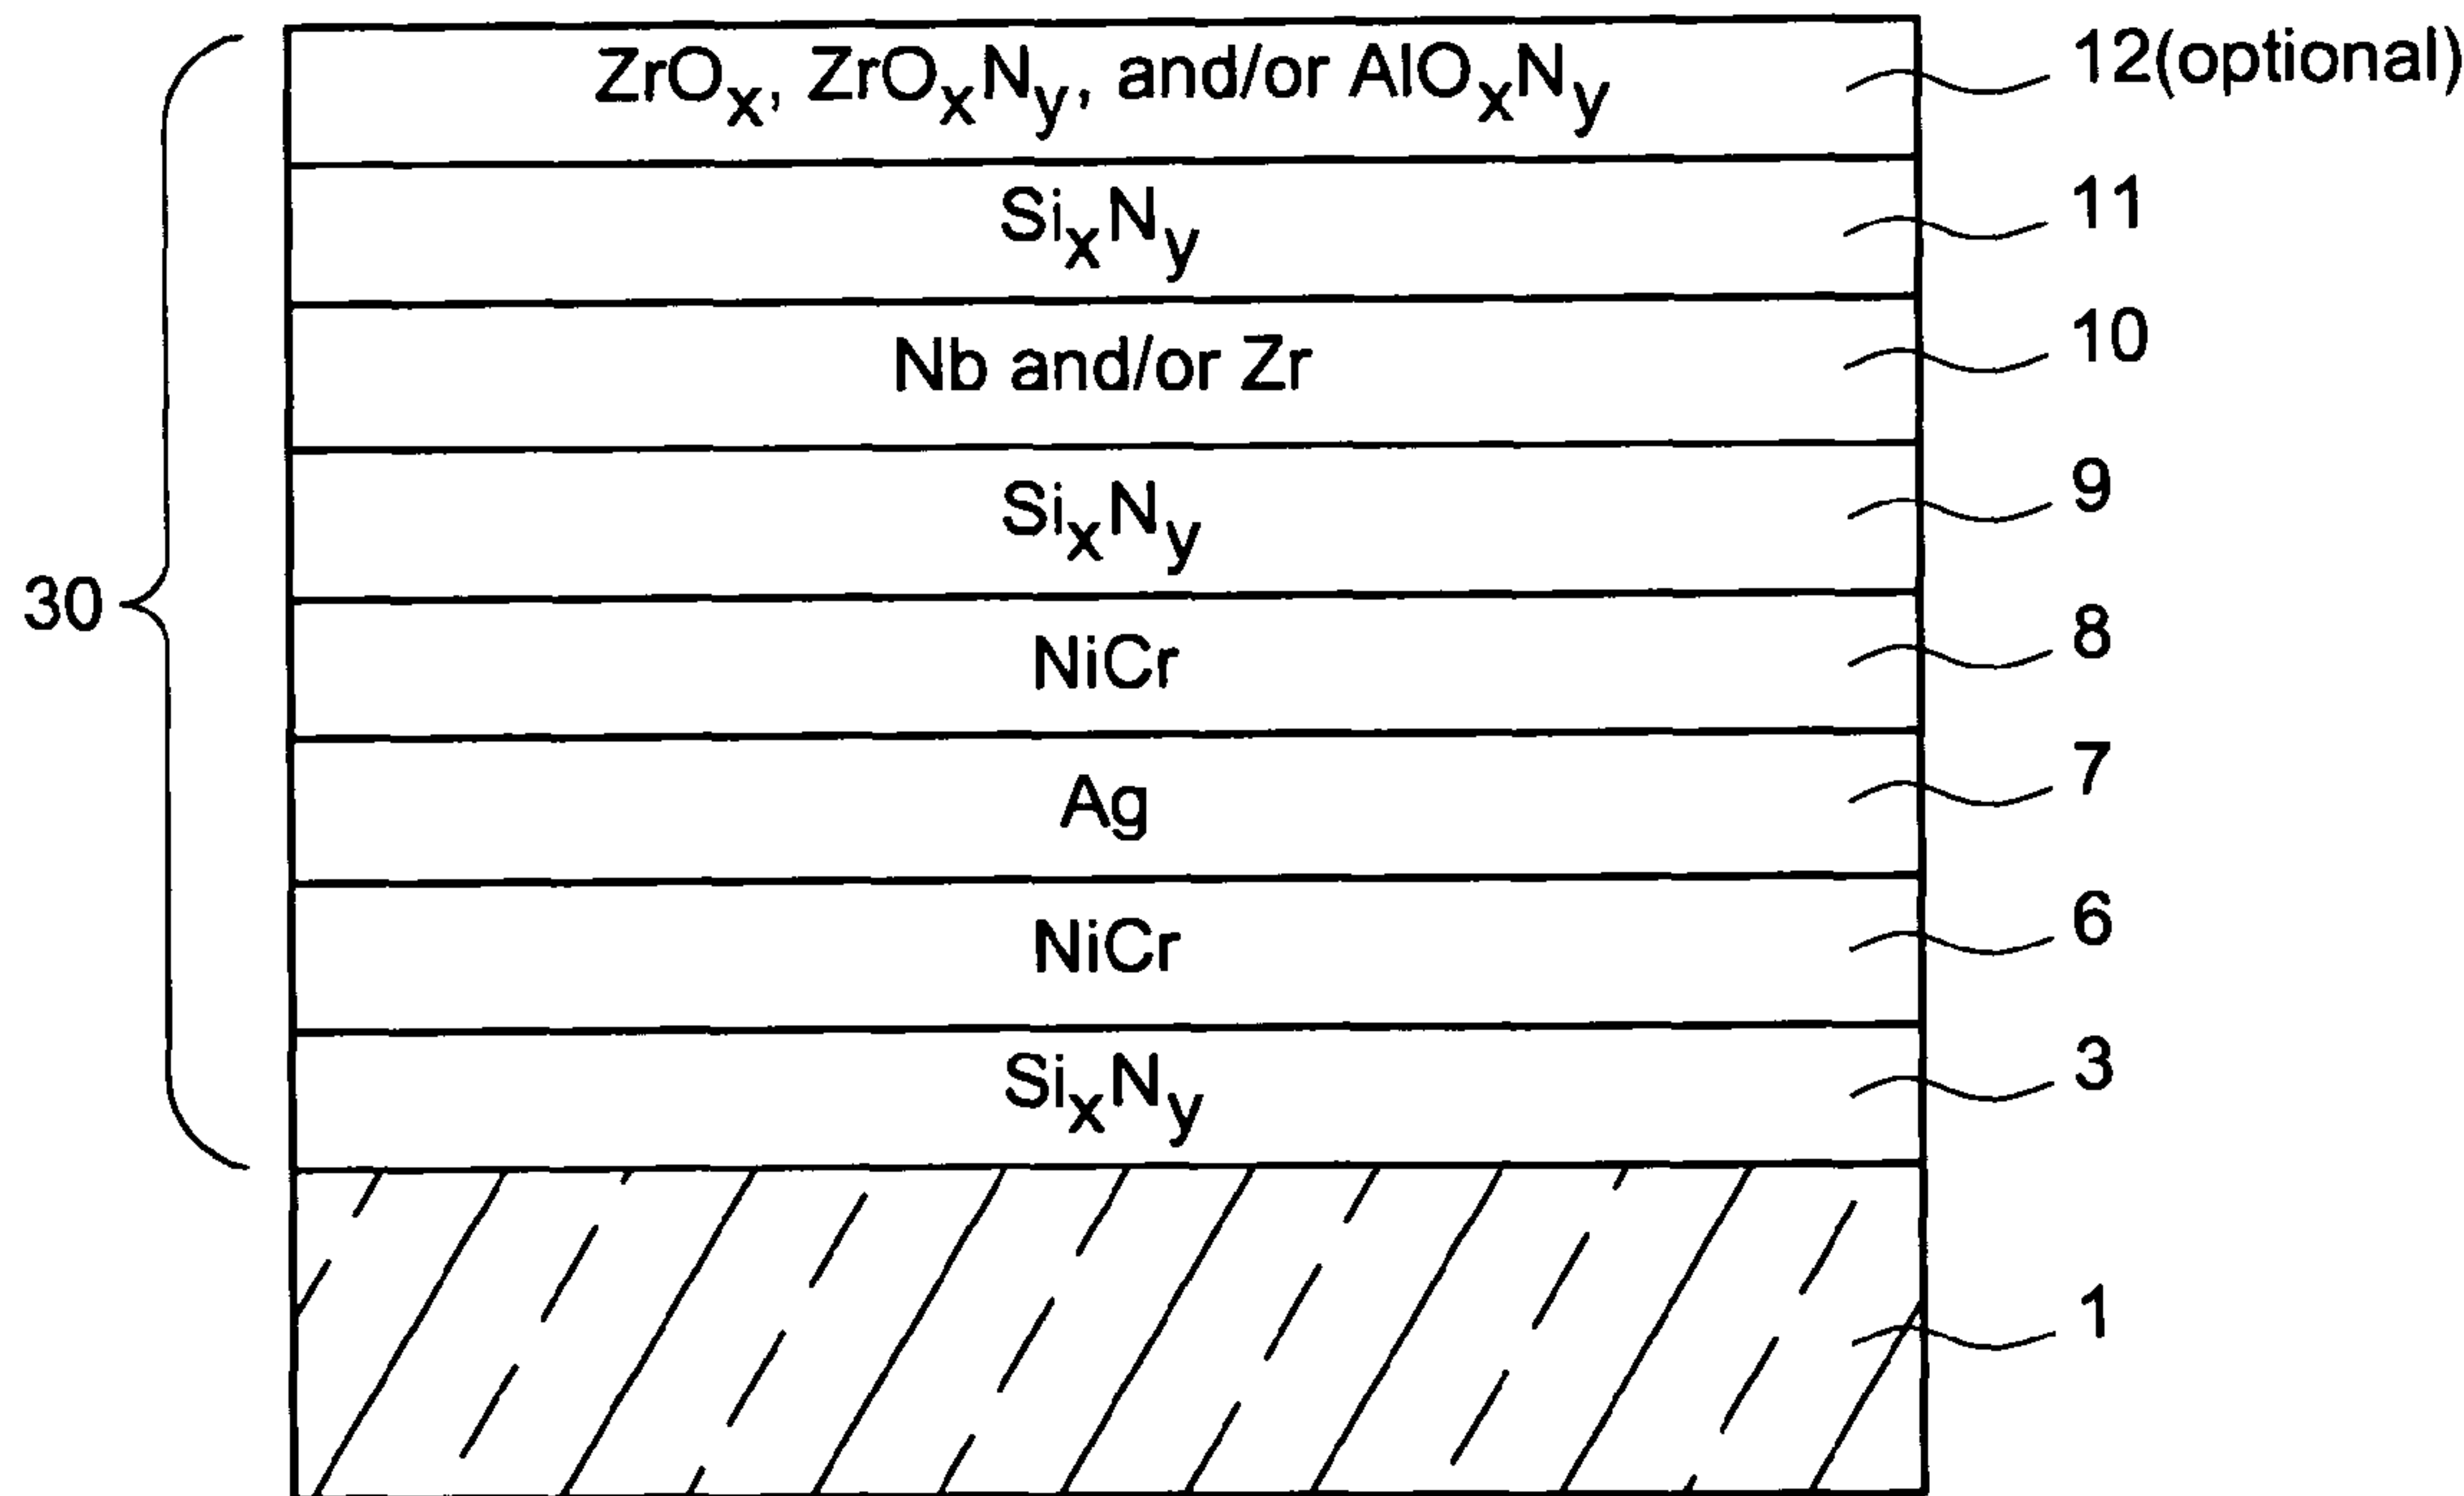 ZrOₓ, ZrOₓNy, and/or AlOₓNy 12(optional)
SiₓNy 11
Nb and/or Zr 10
SiₓNy 9
30
NiCr 8
Ag 7
NiCr 6
SiₓNy 3
1